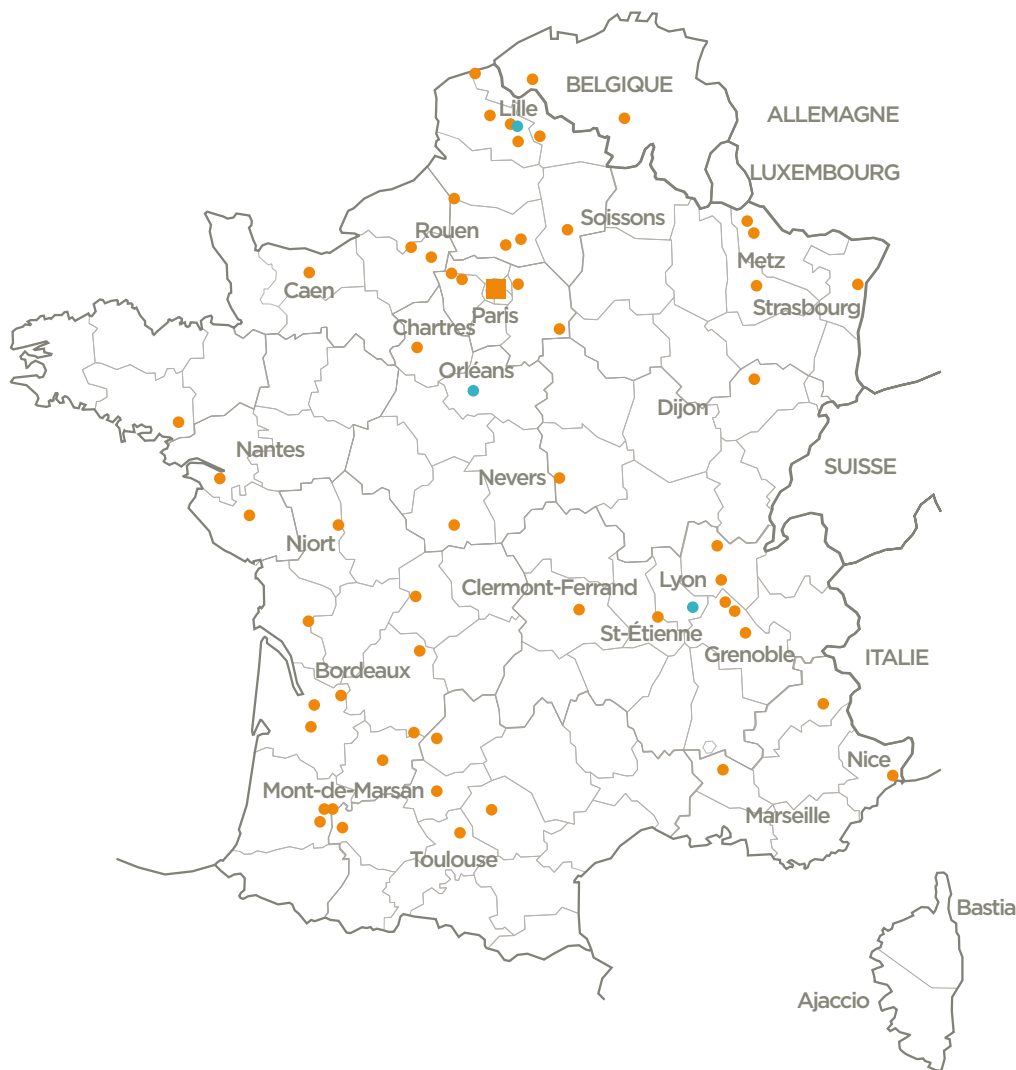 BELGIQUE
Lille
ALLEMAGNE
LUXEMBOURG
Soissons
Rouen
Metz
Caen
Strasbourg
Paris
Chartres
Orléans
Dijon
Nantes
SUISSE
Nevers
Niort
Lyon
Clermont-Ferrand
St-Étienne
Grenoble
ITALIE
Bordeaux
Nice
Mont-de-Marsan
Marseille
Toulouse
Bastia
Ajaccio